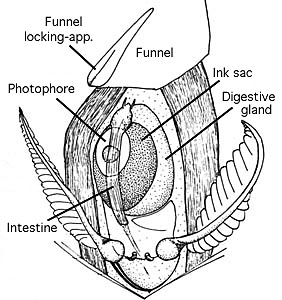 Funnel
locking-app.
Funnel
Photophore
Ink sac
Digestive
gland
Intestine